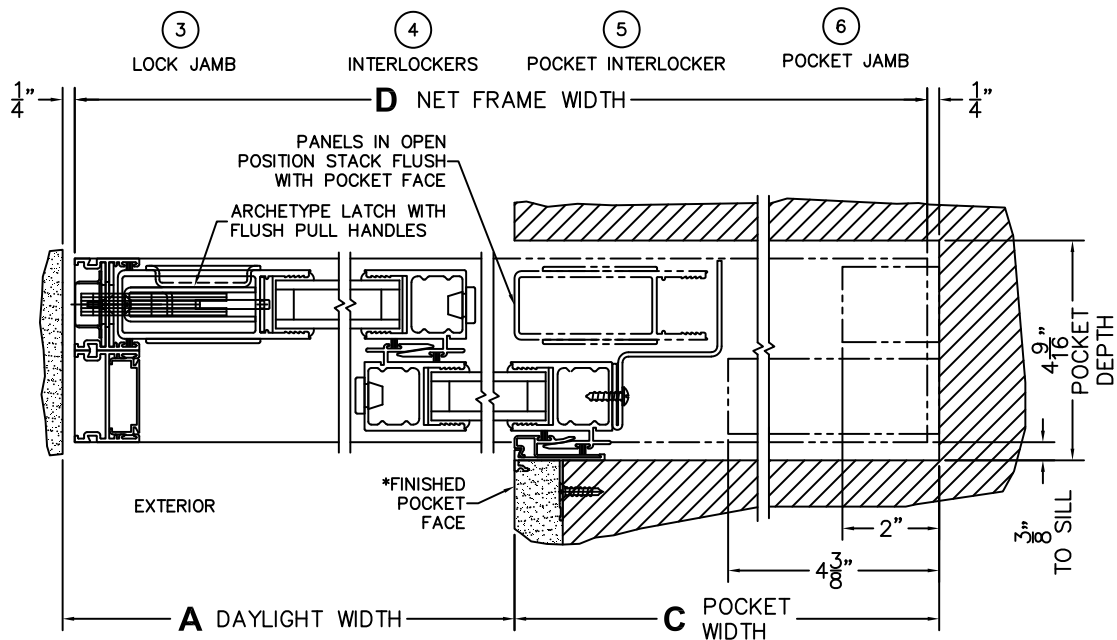 3
LOCK JAMB
4
INTERLOCKERS
5
POCKET INTERLOCKER
6
POCKET JAMB
1/4"
D NET FRAME WIDTH
1/4"
PANELS IN OPEN
POSITION STACK FLUSH
WITH POCKET FACE
ARCHETYPE LATCH WITH
FLUSH PULL HANDLES
4 9/16"
POCKET
DEPTH
*FINISHED
POCKET
FACE
EXTERIOR
3/8"
TO SILL
2"
4 3/8"
A DAYLIGHT WIDTH
C POCKET
WIDTH